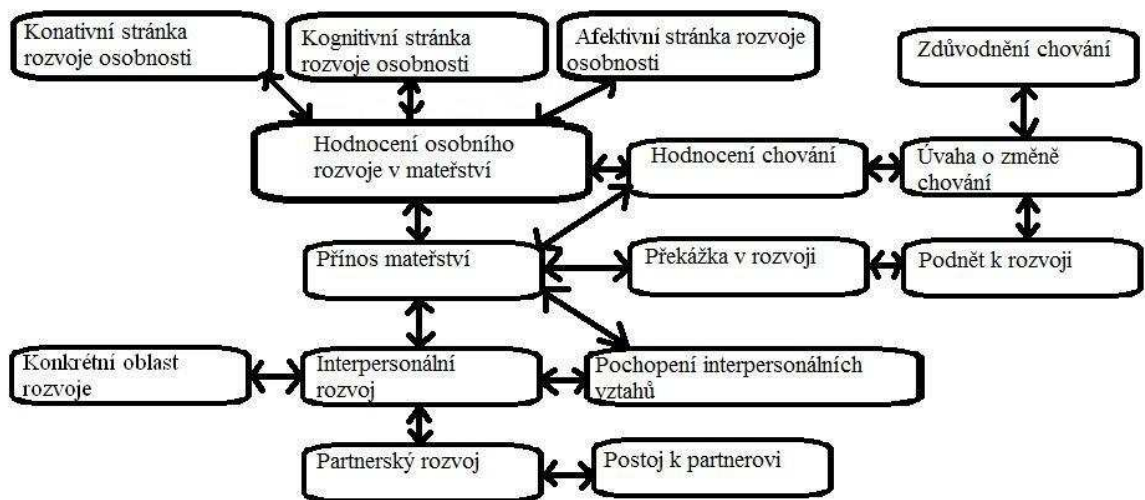 Konativní stránka
rozvoje osobnosti
Kognitivní stránka
rozvoje osobnosti
Afektivní stránka rozvoje
osobnosti
Zdůvodnění chování
Hodnocení osobního
rozvoje v mateřství
Hodnocení chování
Úvaha o změně
chování
Přínos mateřství
Překážka v rozvoji
Podnět k rozvoji
Konkrétní oblast
rozvoje
Interpersonální
rozvoj
Pochopení interpersonálních
vztahů
Partnerský rozvoj
Postoj k partnerovi